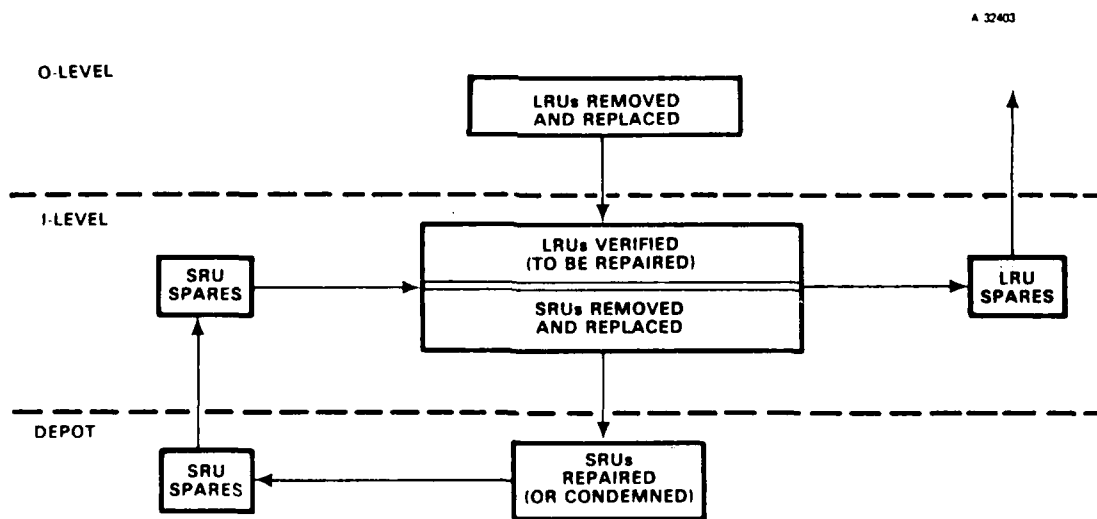 A 32403
O-LEVEL
LRUs REMOVED
AND REPLACED
I-LEVEL
LRUs VERIFIED
(TO BE REPAIRED)
SRU
SPARES
LRU
SPARES
SRUs REMOVED
AND REPLACED
DEPOT
SRU
SPARES
SRUs
REPAIRED
(OR CONDEMNED)